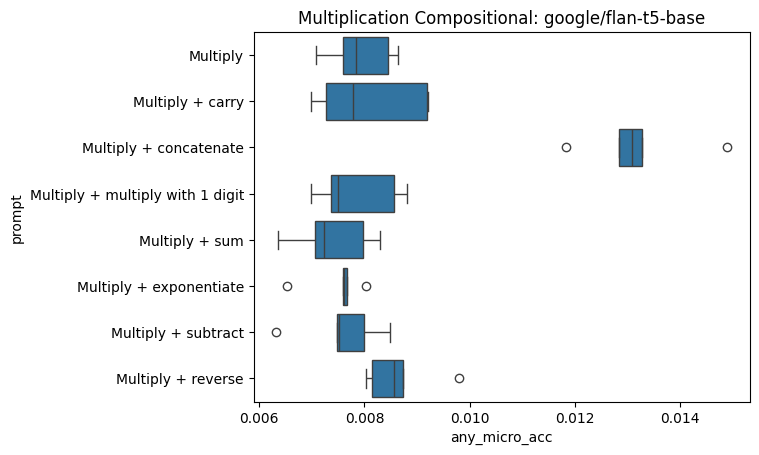 Multiplication Compositional: google/flan-t5-base
Multiply
Multiply + carry
Multiply + concatenate
Multiply + multiply with 1 digit
Multiply + sum
Multiply + exponentiate
Multiply + subtract
Multiply + reverse
prompt
0.006 0.008 0.010 0.012 0.014
any_micro_acc